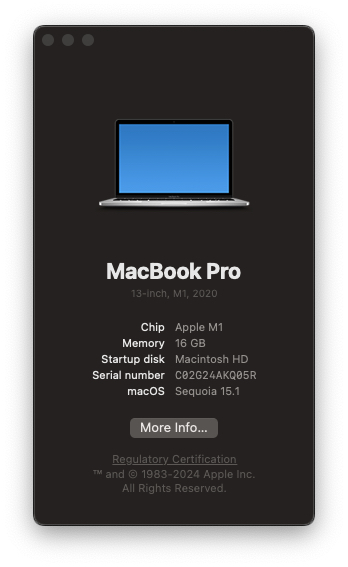 MacBook Pro
13-inch, M1, 2020
Chip Apple M1
Memory 16 GB
Startup disk Macintosh HD
Serial number C02G24AKQ05R
macOS Sequoia 15.1
More Info...
Regulatory Certification
™ and © 1983-2024 Apple Inc.
All Rights Reserved.